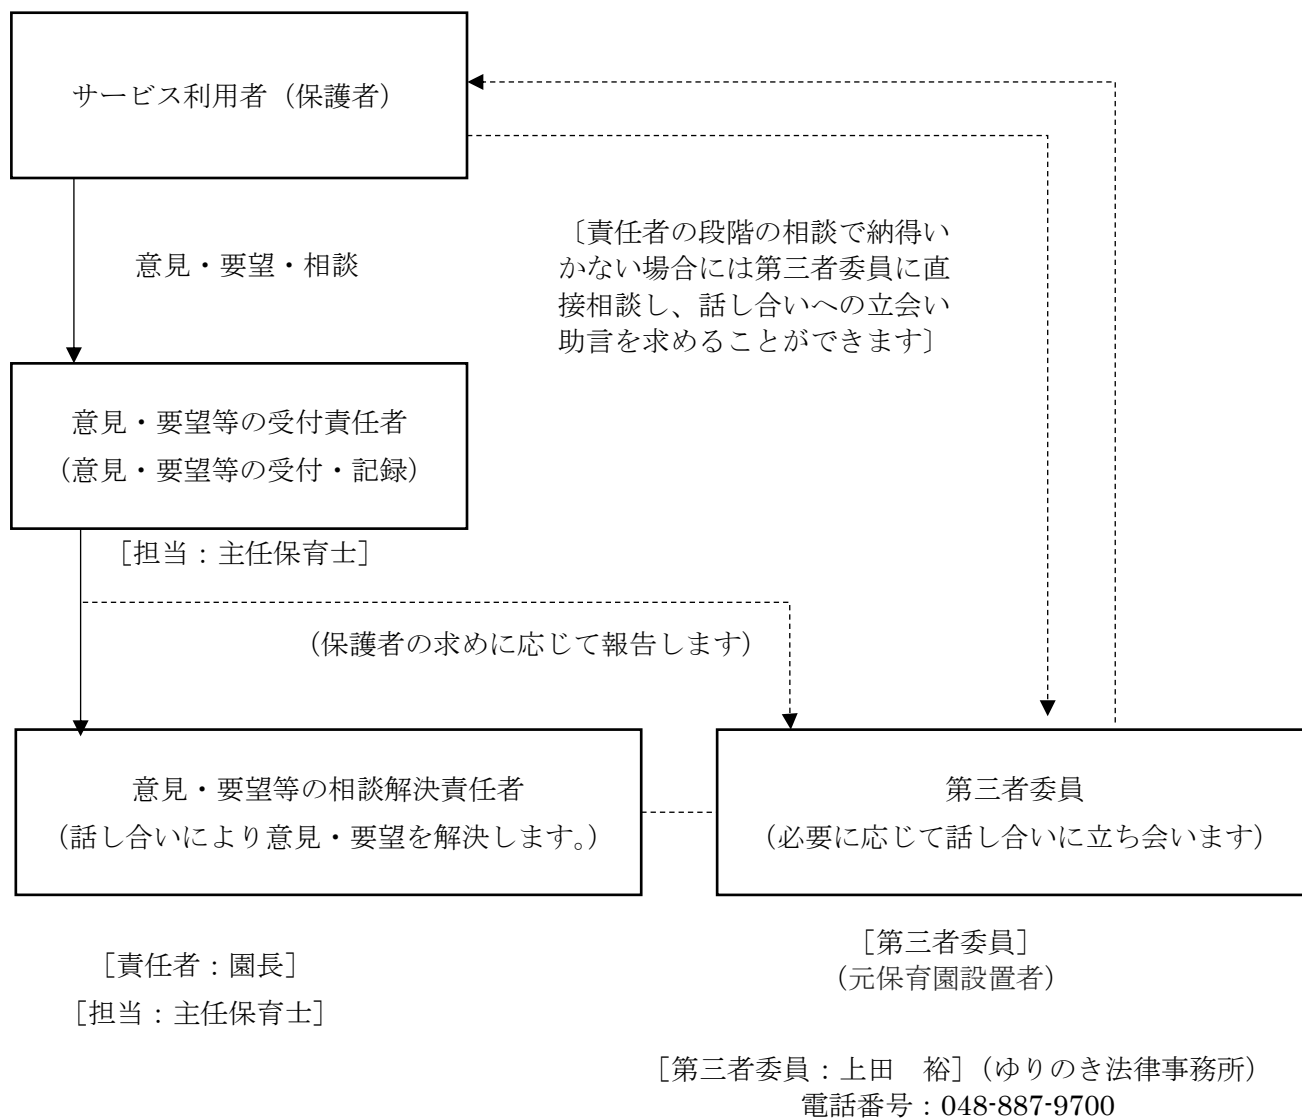 サービス利用者（保護者）
意見・要望・相談
〔責任者の段階の相談で納得い
かない場合には第三者委員に直
接相談し、話し合いへの立会い
助言を求めることができます〕
意見・要望等の受付責任者
（意見・要望等の受付・記録）
［担当：主任保育士］
（保護者の求めに応じて報告します）
意見・要望等の相談解決責任者
（話し合いにより意見・要望を解決します。）
第三者委員
（必要に応じて話し合いに立ち会います）
［責任者：園長］
［担当：主任保育士］
［第三者委員］
（元保育園設置者）
［第三者委員：上田　裕］（ゆりのき法律事務所）
電話番号：048-887-9700